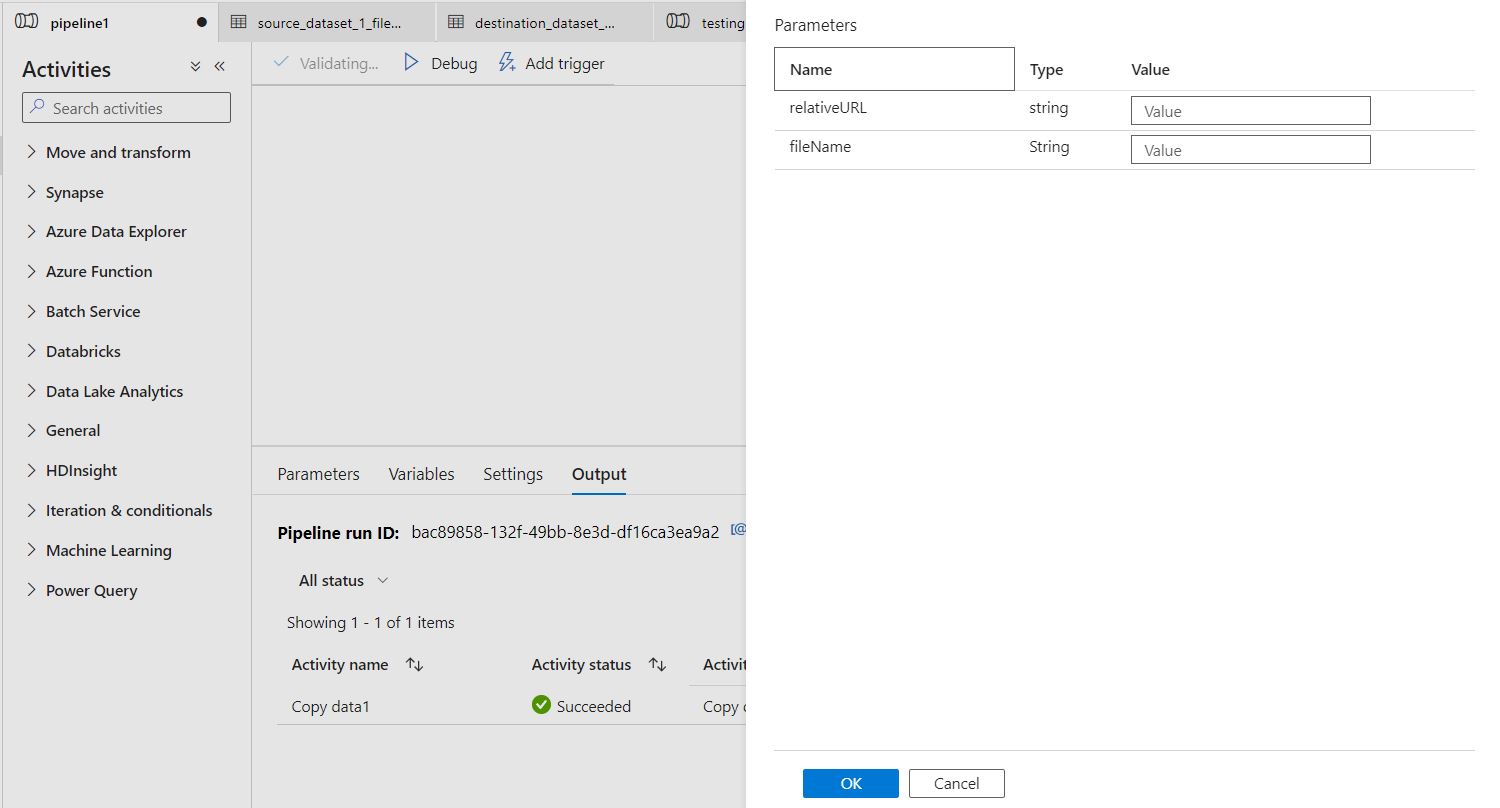 pipeline1
source_dataset_1_file...
destination_dataset_...
testing
Activities
Search activities
Move and transform
Synapse
Azure Data Explorer
Azure Function
Batch Service
Databricks
Data Lake Analytics
General
HDInsight
Iteration & conditionals
Machine Learning
Power Query
Validating...
Debug
Add trigger
Parameters Variables Settings Output
Pipeline run ID: bac89858-132f-49bb-8e3d-df16ca3ea9a2
All status
Showing 1 - 1 of 1 items
Activity name Activity status Activit
Copy data1 Succeeded Copy
Parameters
Name Type Value
relativeURL string Value
fileName String Value
OK Cancel